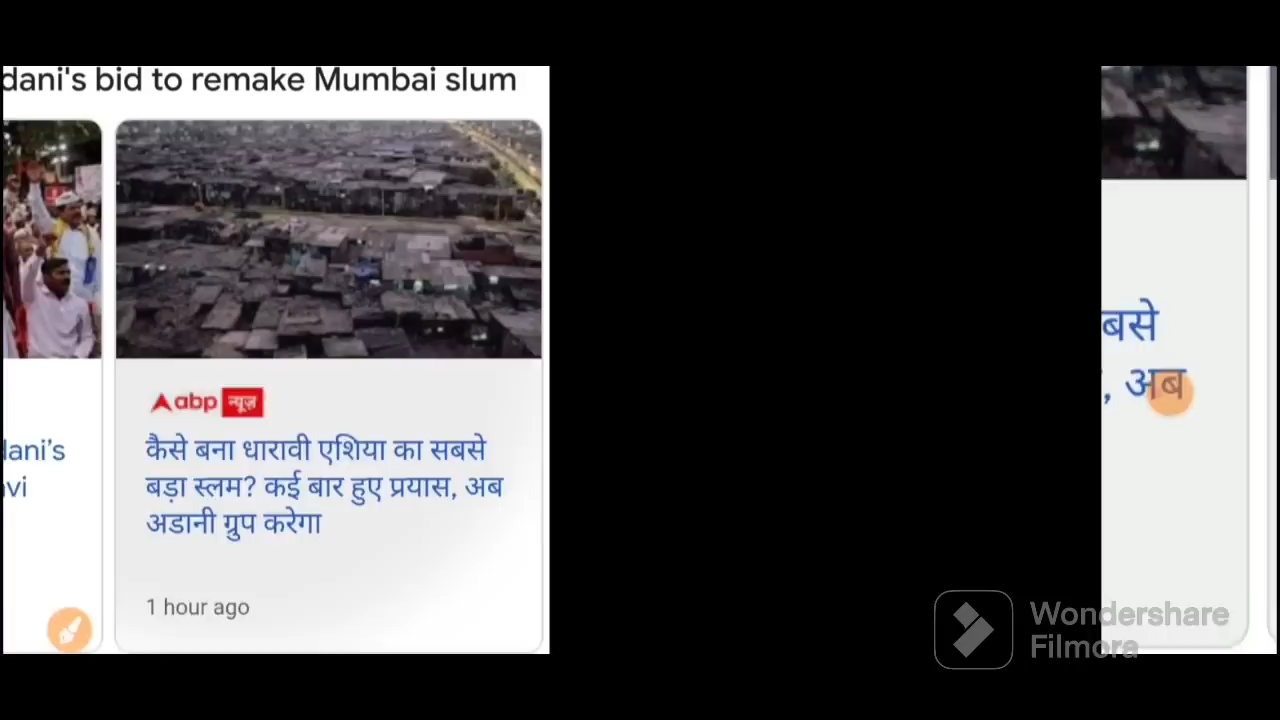 dani's bid to remake Mumbai slum
abp न्यूज़
dani’s
vi
कैसे बना धारावी एशिया का सबसे
बड़ा स्लम? कई बार हुए प्रयास, अब
अडानी ग्रुप करेगा
1 hour ago
बसे
, अब
Wondershare
Filmora